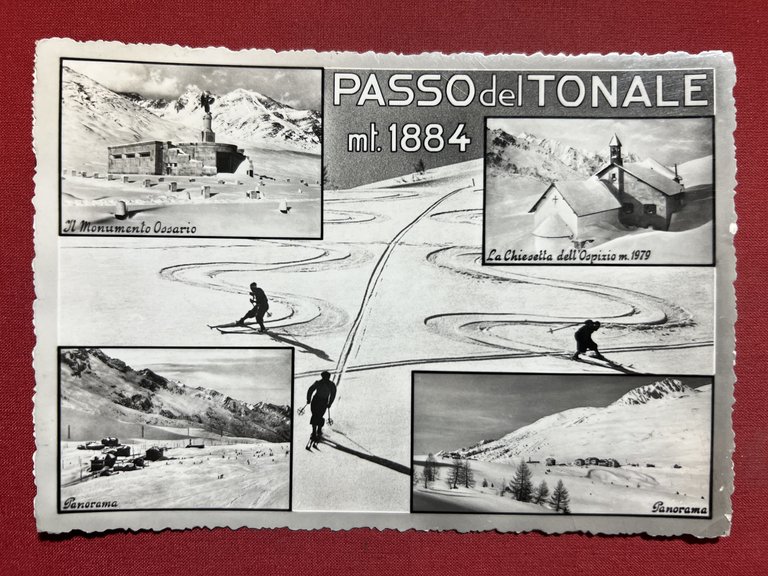 PASSO del TONALE
mt. 1884
Il Monumento Ossario
La Chiesetta dell'Ospizio m. 1979
Panorama
Panorama